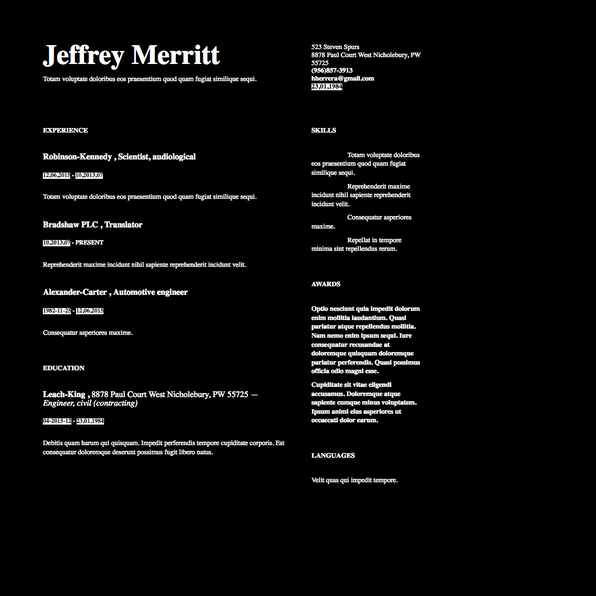 Jeffrey Merritt
Totam voluptate doloribus eos praesentium quod quam fugiat similique sequi.
523 Steven Spurs
8878 Paul Court West Nicholebury, PW
55725
(956)857-3913
hherrera@gmail.com
23.01.1984
EXPERIENCE
Robinson-Kennedy , Scientist, audiological
12.06.2015 - 10.2013.07
Totam voluptate doloribus eos praesentium quod quam fugiat similique sequi.
Bradshaw PLC , Translator
10.2013.07 - PRESENT
Reprehenderit maxime incidunt nihil sapiente reprehenderit incidunt velit.
Alexander-Carter , Automotive engineer
1982-11-25 - 12.06.2015
Consequatur asperiores maxime.
EDUCATION
Leach-King , 8878 Paul Court West Nicholebury, PW 55725 —
Engineer, civil (contracting)
04-2015-12 - 23.01.1984
Debitis quam harum qui quisquam. Impedit perferendis tempore cupiditate corporis. Est
consequatur doloremque deserunt possimus fugit libero natus.
SKILLS
Totam voluptate doloribus
eos praesentium quod quam fugiat
similique sequi.
Reprehenderit maxime
incidunt nihil sapiente reprehenderit
incidunt velit.
Consequatur asperiores
maxime.
Repellat in tempore
minima sint repellendus rerum.
AWARDS
Optio nesciunt quia impedit dolorum
enim mollitia laudantium. Quasi
pariatur atque repellendus mollitia.
Nam nemo enim ipsum sequi. Iure
consequatur recusandae at
doloremque quisquam doloremque
pariatur perferendis. Quasi possimus
officia odio magni esse.
Cupiditate sit vitae eligendi
accusamus. Doloremque atque
sapiente cumque minus voluptatem.
Ipsum animi eius asperiores ut
occaecati dolor earum.
LANGUAGES
Velit quas qui impedit tempore.